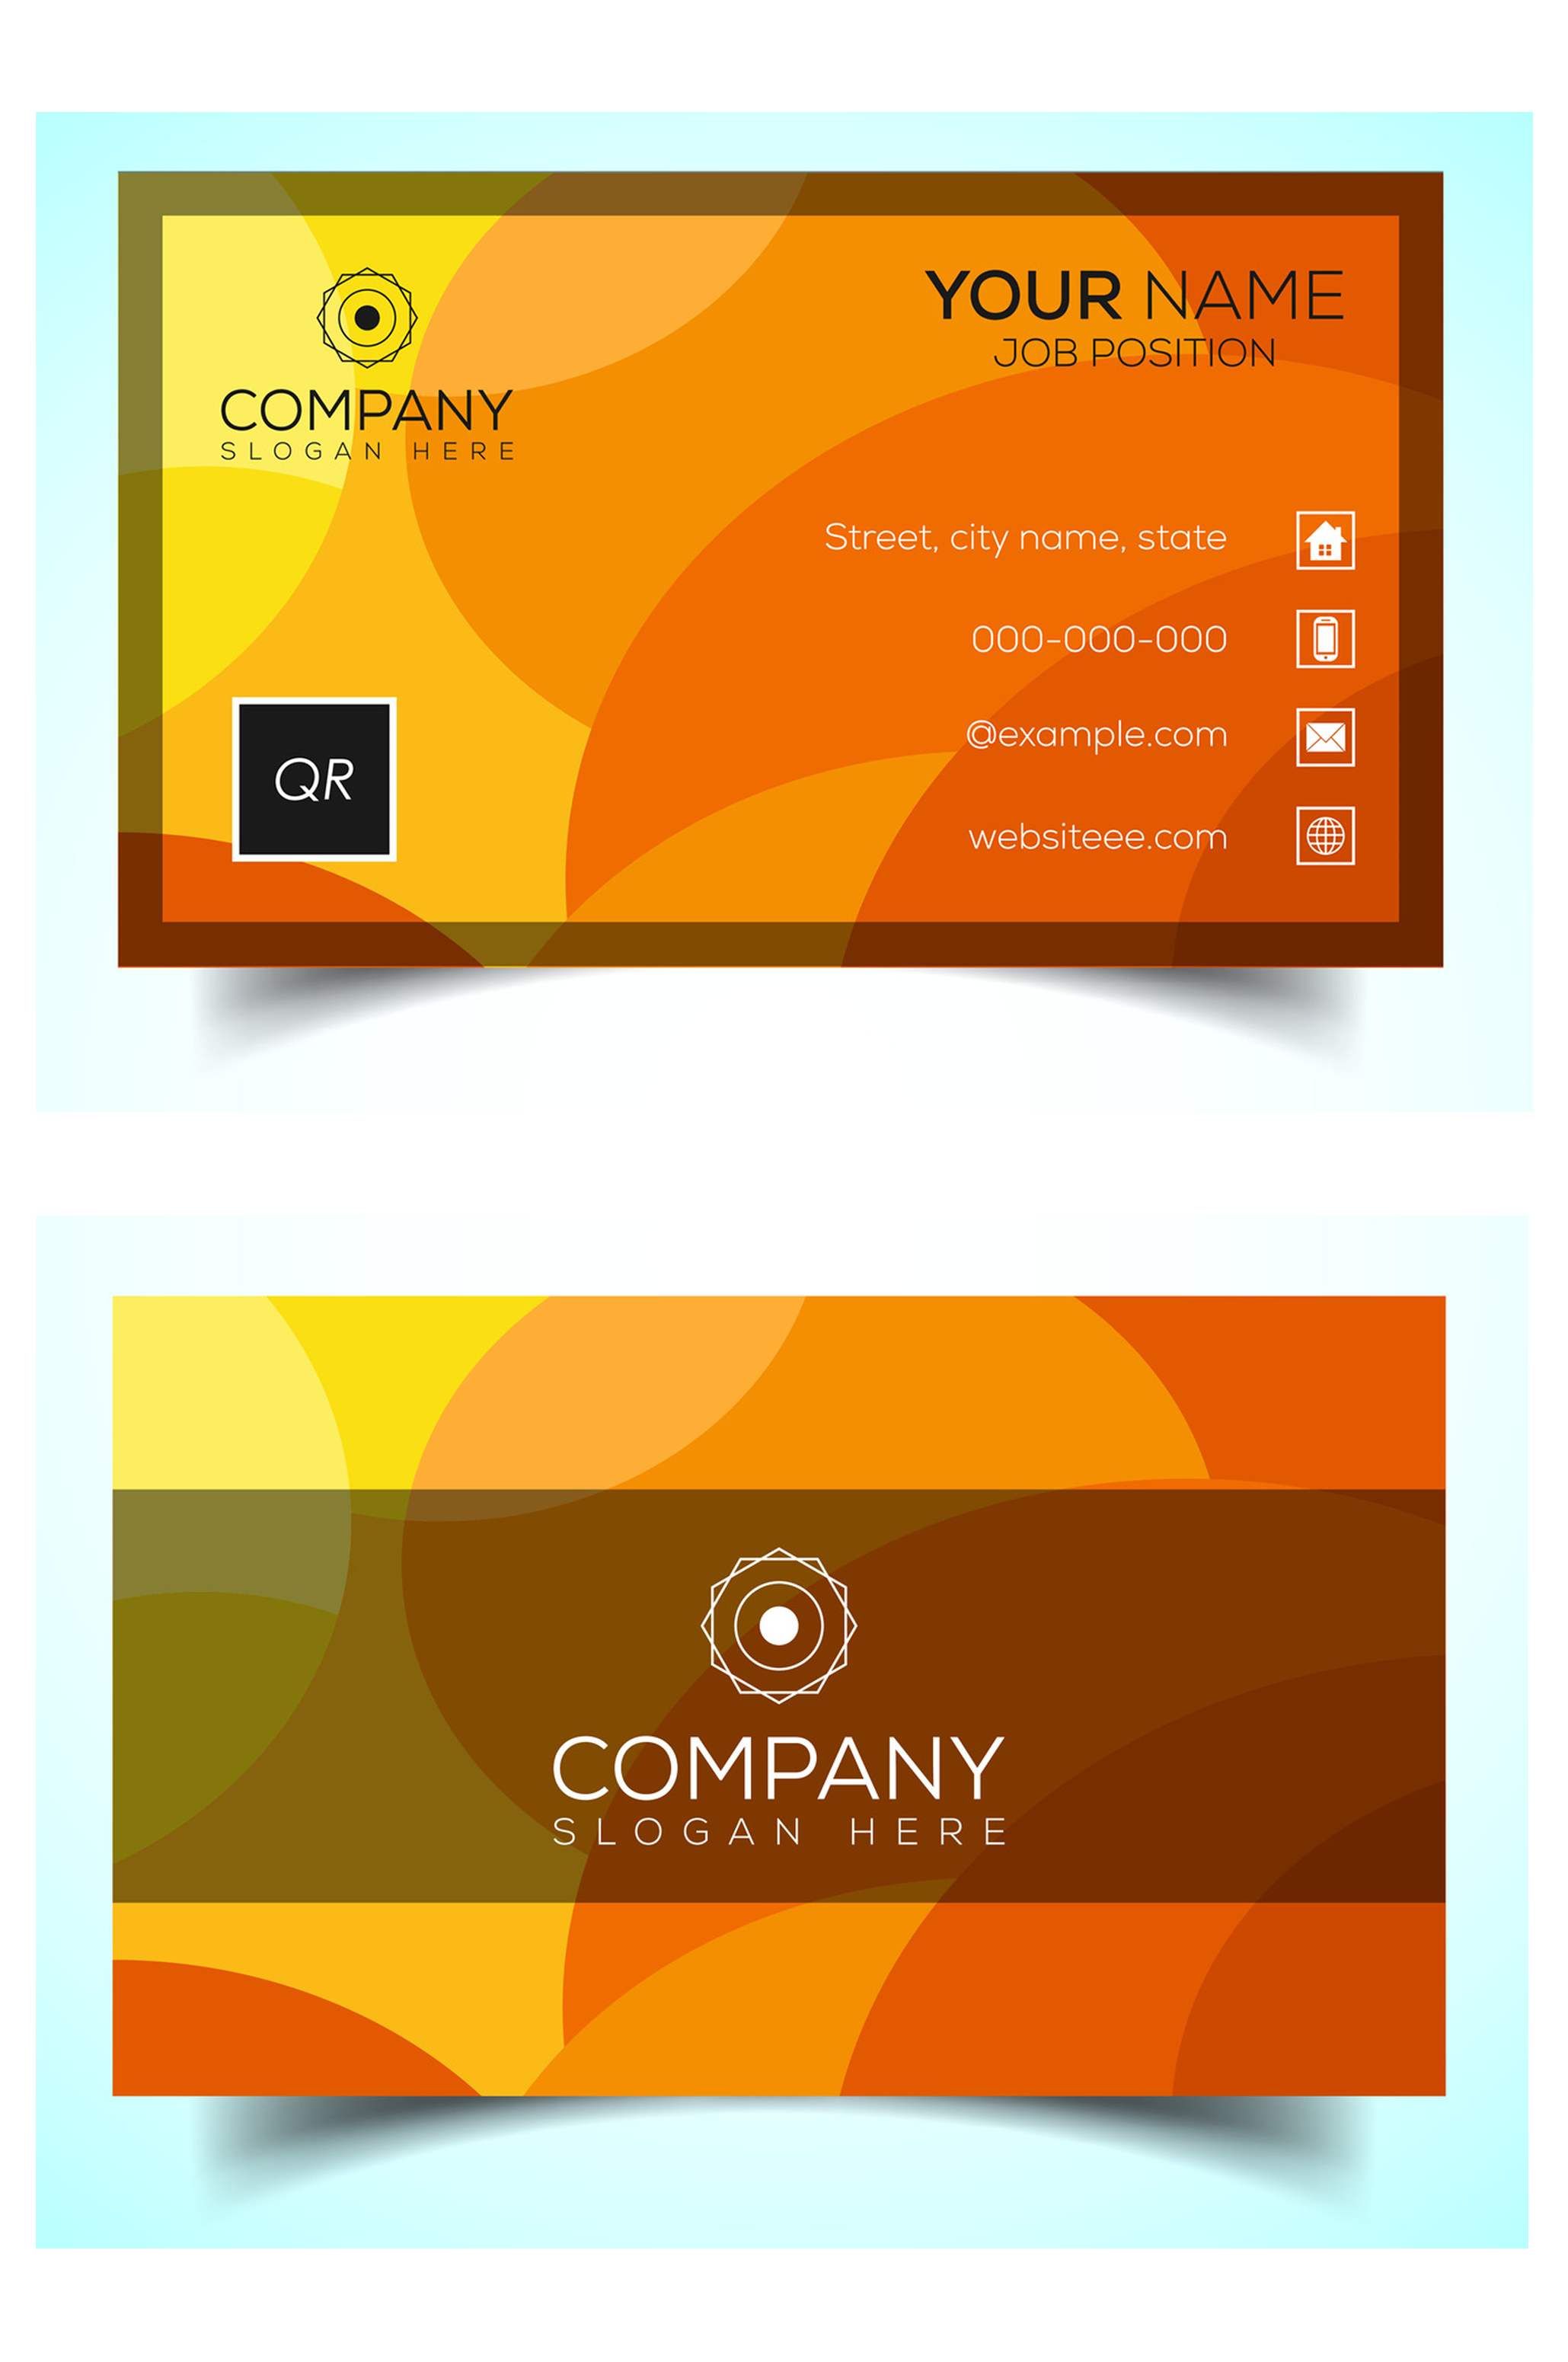 COMPANY
SLOGAN HERE
YOUR NAME
JOB POSITION
Street, city name, state
000-000-000
@example.com
websiteee.com
QR
COMPANY
SLOGAN HERE